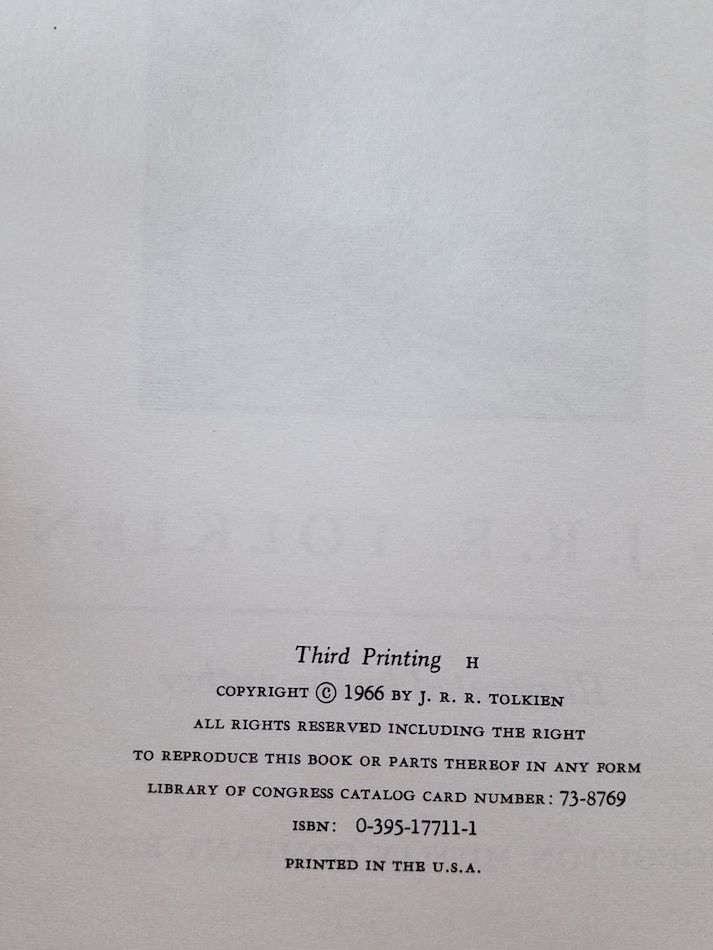 Third Printing H
COPYRIGHT © 1966 BY J. R. R. TOLKIEN
ALL RIGHTS RESERVED INCLUDING THE RIGHT
TO REPRODUCE THIS BOOK OR PARTS THEREOF IN ANY FORM
LIBRARY OF CONGRESS CATALOG CARD NUMBER: 73-8769
ISBN: 0-395-17711-1
PRINTED IN THE U.S.A.